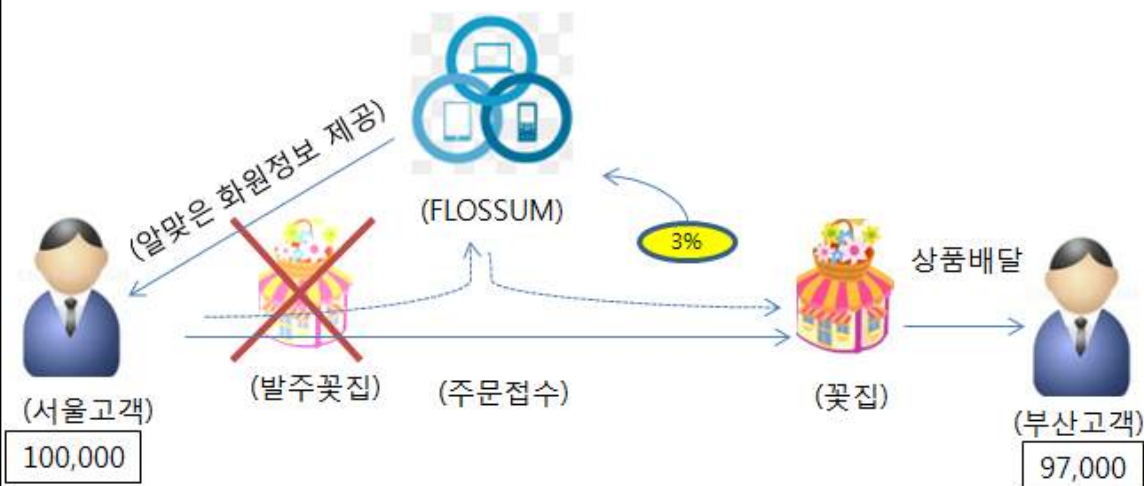 (알맞은 화원정보 제공)
(FLOSSUM)
3%
상품배달
(발주꽃집)
(주문접수)
(꽃집)
(서울고객)
(부산고객)
100,000
97,000